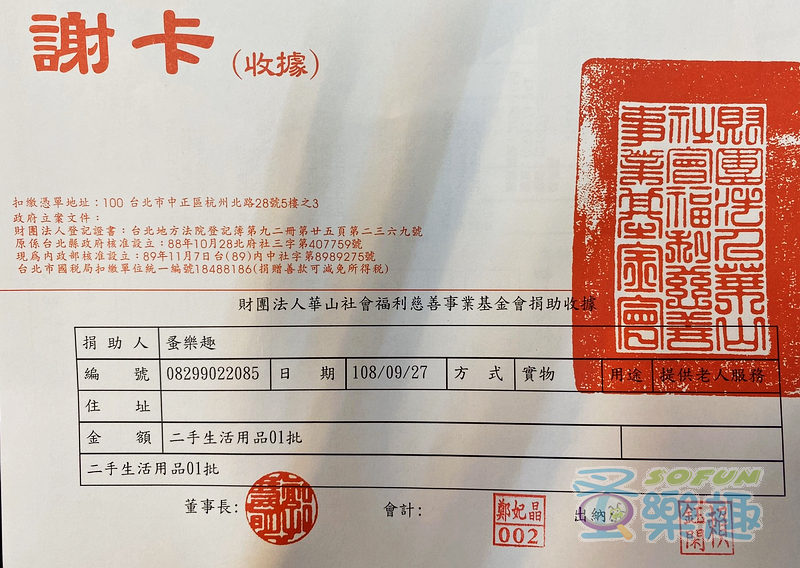 謝卡(收據)
扣繳憑單地址：100 台北市中正區杭州北路28號5樓之3
政府立案文件：
財團法人登記證書：台北地方法院登記簿第九二冊第廿五頁第二三六九號
原係台北縣政府核准設立：88年10月28北府社三字第407759號
現為內政部核准設立：89年11月7日台(89)內中社字第8989275號
台北市國稅局扣繳單位統一編號18488186(捐贈善款可減免所得稅)
財團法人華山社會福利慈善事業基金會
財團法人華山社會福利慈善事業基金會捐助收據
捐助人 蚤樂趣
編號 08299022085 日期 108/09/27 方式 實物 用途 提供老人服務
住址
金額 二手生活用品01批
二手生活用品01批
董事長： 會計： 鄭妃晶 002 出納
SOFUN
蚤樂趣